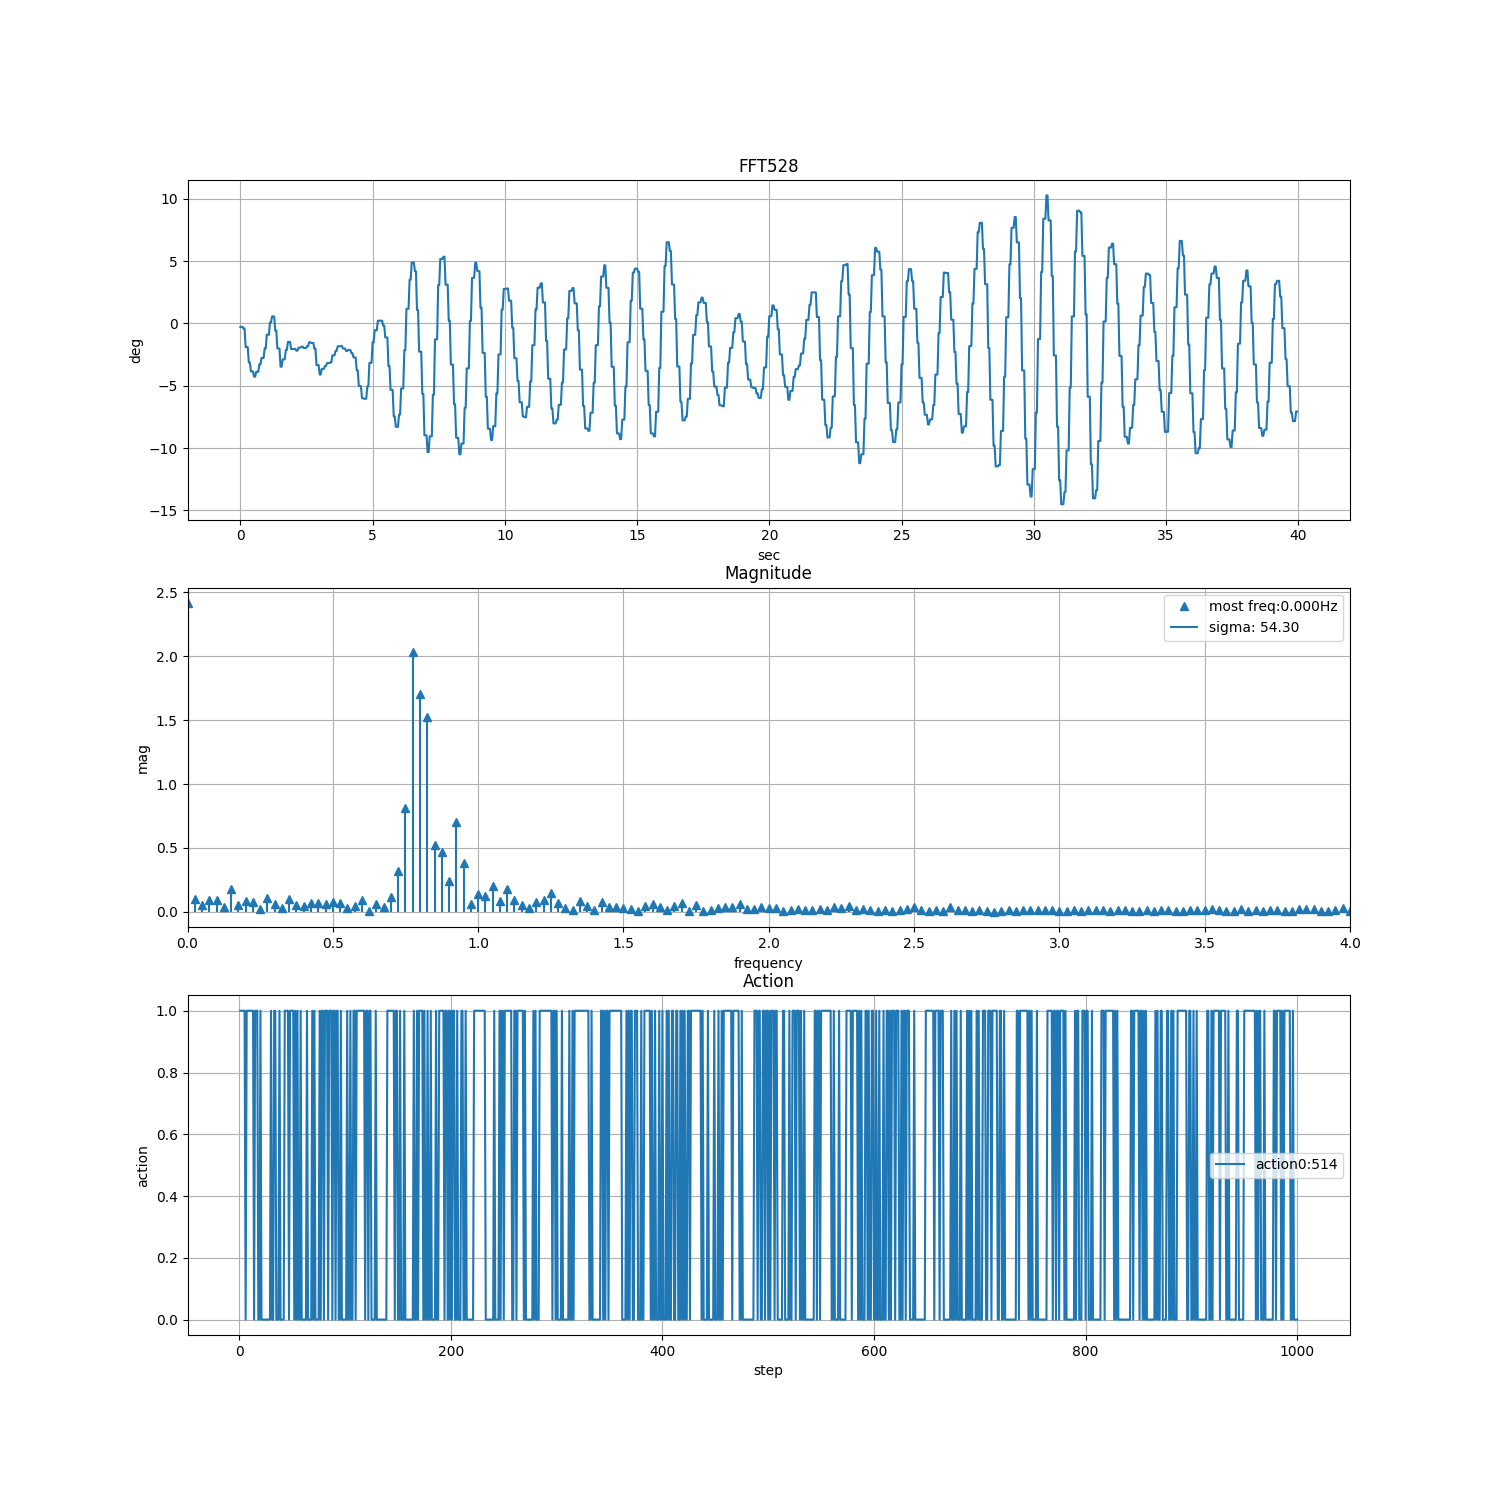 FFT528
10
5
0
−5
−10
−15
deg
0 5 10 15 20 25 30 35 40
sec
Magnitude
2.5
2.0
1.5
1.0
0.5
0.0
mag
most freq:0.000Hz
sigma: 54.30
0.0 0.5 1.0 1.5 2.0 2.5 3.0 3.5 4.0
frequency
Action
1.0
0.8
0.6
0.4
0.2
0.0
action
action0:514
0 200 400 600 800 1000
step